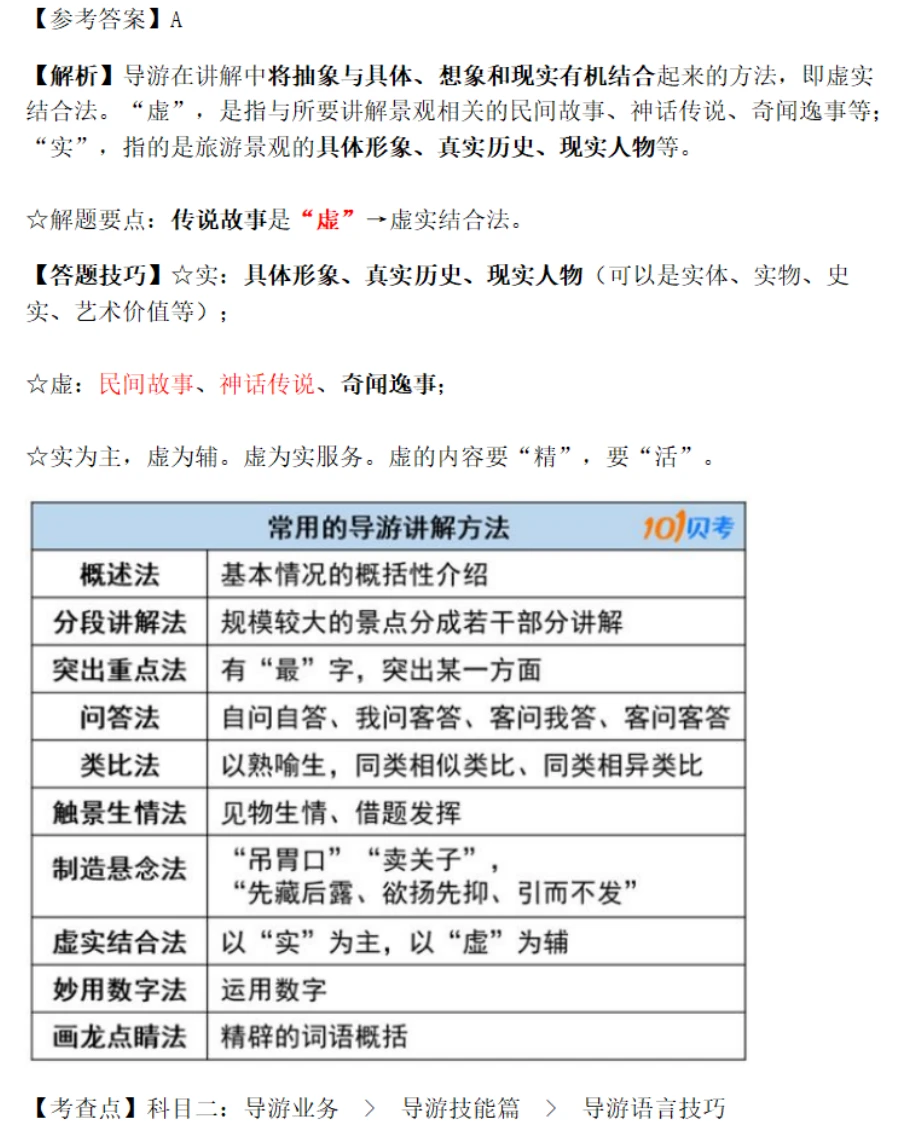 【参考答案】A
【解析】导游在讲解中将抽象与具体、想象和现实有机结合起来的方法，即虚实
结合法。“虚”，是指与所要讲解景观相关的民间故事、神话传说、奇闻逸事等；
“实”，指的是旅游景观的具体形象、真实历史、现实人物等。
☆解题要点：传说故事是“虚”→虚实结合法。
【答题技巧】☆实：具体形象、真实历史、现实人物（可以是实体、实物、史
实、艺术价值等）；
☆虚：民间故事、神话传说、奇闻逸事；
☆实为主，虚为辅。虚为实服务。虚的内容要“精”，要“活”。
常用的导游讲解方法 101贝考
概述法 基本情况的概括性介绍
分段讲解法 规模较大的景点分成若干部分讲解
突出重点法 有“最”字，突出某一方面
问答法 自问自答、我问客答、客问我答、客问客答
类比法 以熟喻生，同类相似类比、同类相异类比
触景生情法 见物生情、借题发挥
制造悬念法 “吊胃口”“卖关子”，
“先藏后露、欲扬先抑、引而不发”
虚实结合法 以“实”为主，以“虚”为辅
妙用数字法 运用数字
画龙点睛法 精辟的词语概括
【考查点】科目二：导游业务 > 导游技能篇 > 导游语言技巧